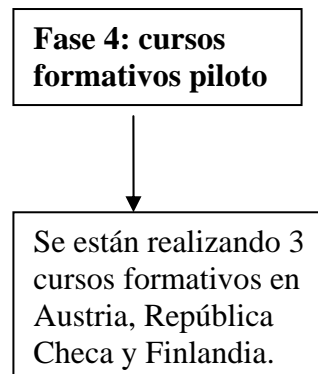 Fase 4: cursos
formativos piloto
Se están realizando 3
cursos formativos en
Austria, República
Checa y Finlandia.